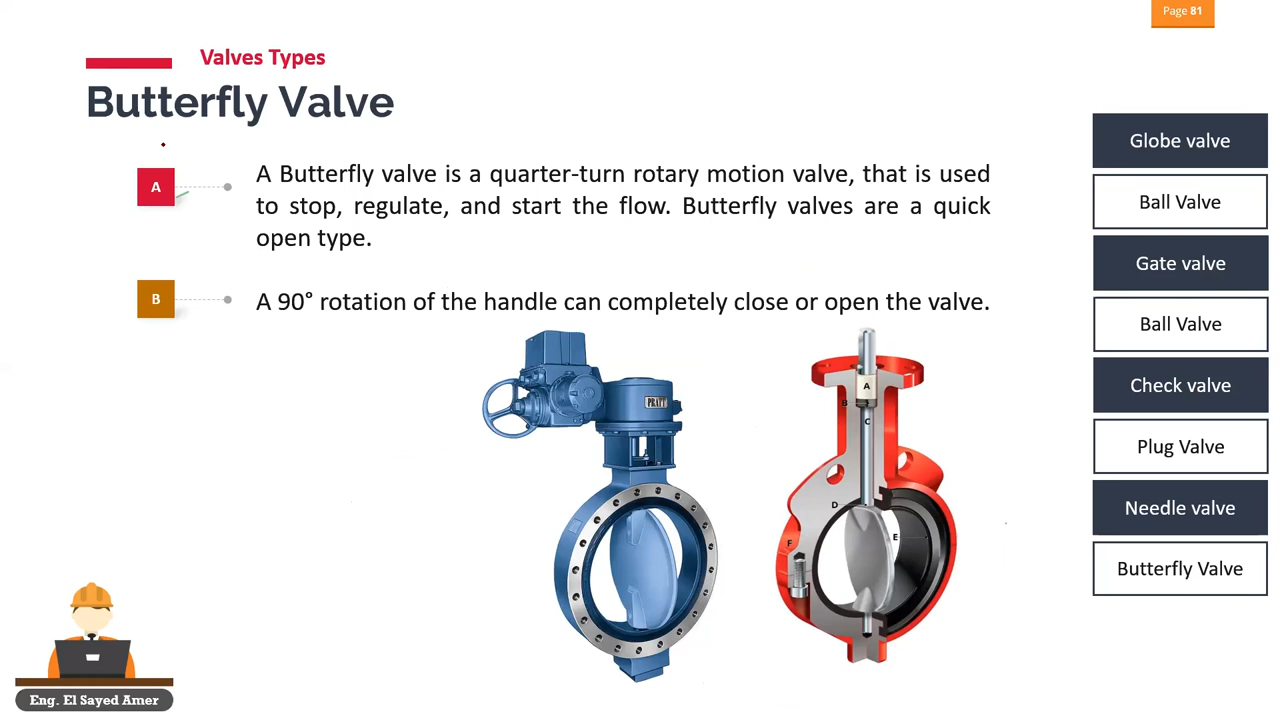 Page 81
Valves Types
Butterfly Valve
A
A Butterfly valve is a quarter-turn rotary motion valve, that is used
to stop, regulate, and start the flow. Butterfly valves are a quick
open type.
B
A 90° rotation of the handle can completely close or open the valve.
PRATT
A
B
C
D
E
F
Globe valve
Ball Valve
Gate valve
Ball Valve
Check valve
Plug Valve
Needle valve
Butterfly Valve
Eng. El Sayed Amer